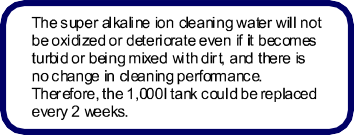 The super alkaline ion cleaning water will not
be oxidized or deteriorate even if it becomes
turbid or being mixed with dirt, and there is
no change in cleaning performance.
Therefore, the 1,000l tank could be replaced
every 2 weeks.